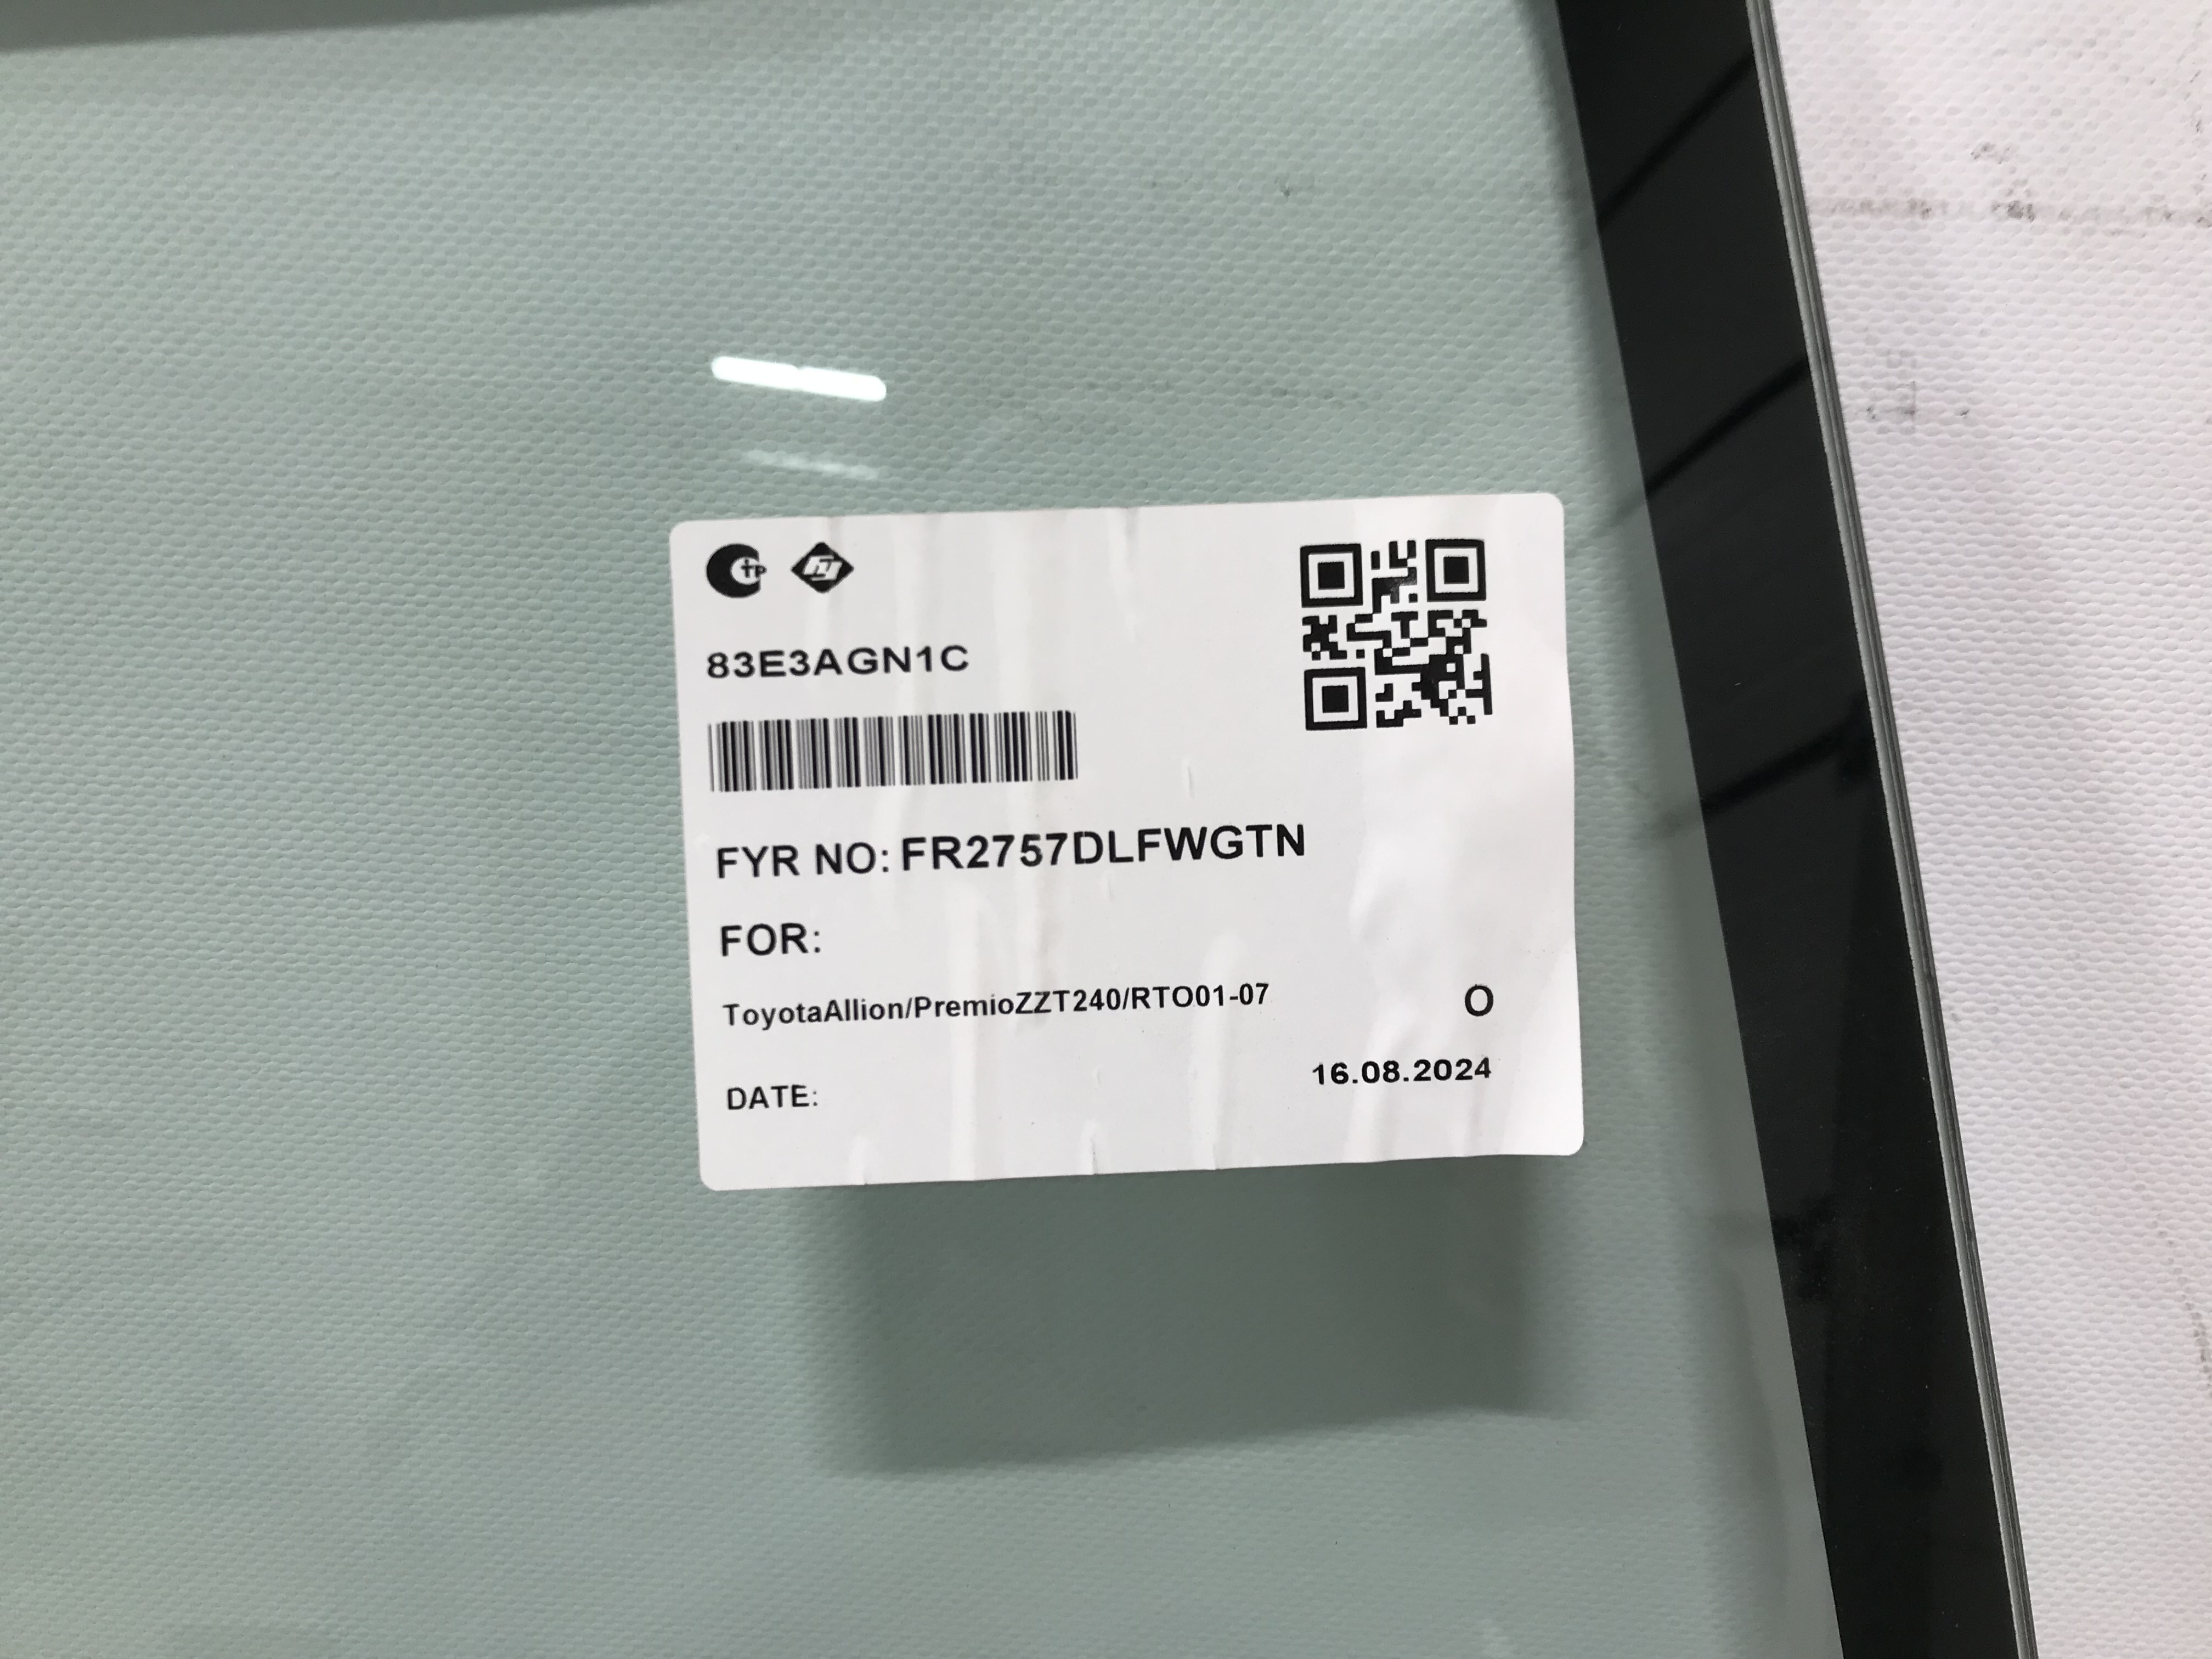 83E3AGN1C
FYR NO: FR2757DLFWGTN
FOR:
ToyotaAllion/PremioZZT240/RTO01-07
O
16.08.2024
DATE: